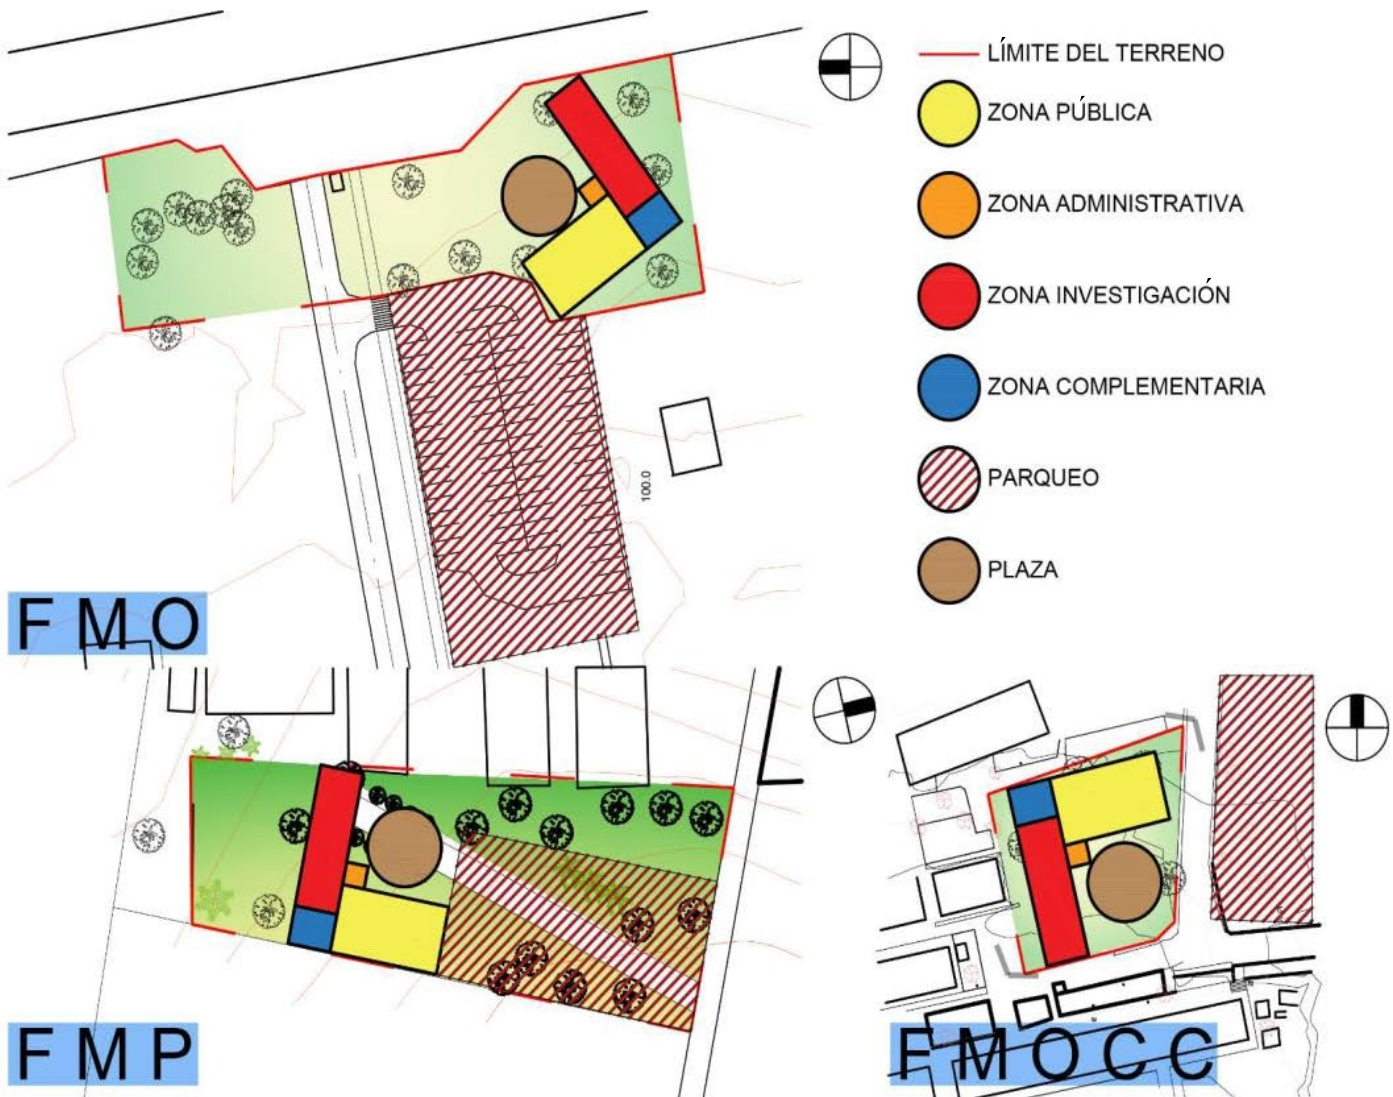 LÍMITE DEL TERRENO
ZONA PÚBLICA
ZONA ADMINISTRATIVA
ZONA INVESTIGACIÓN
ZONA COMPLEMENTARIA
PARQUEO
PLAZA
100.0
FMO
FMP
FMOCC